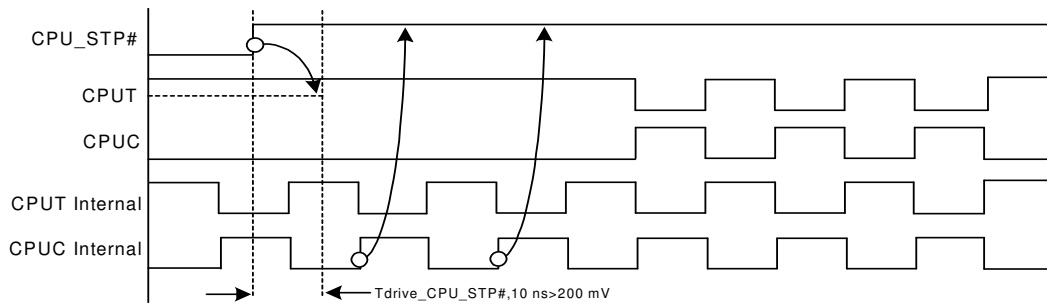 CPU_STP#
CPUT
CPUC
CPUT Internal
CPUC Internal
Tdrive_CPU_STP#,10 ns>200 mV